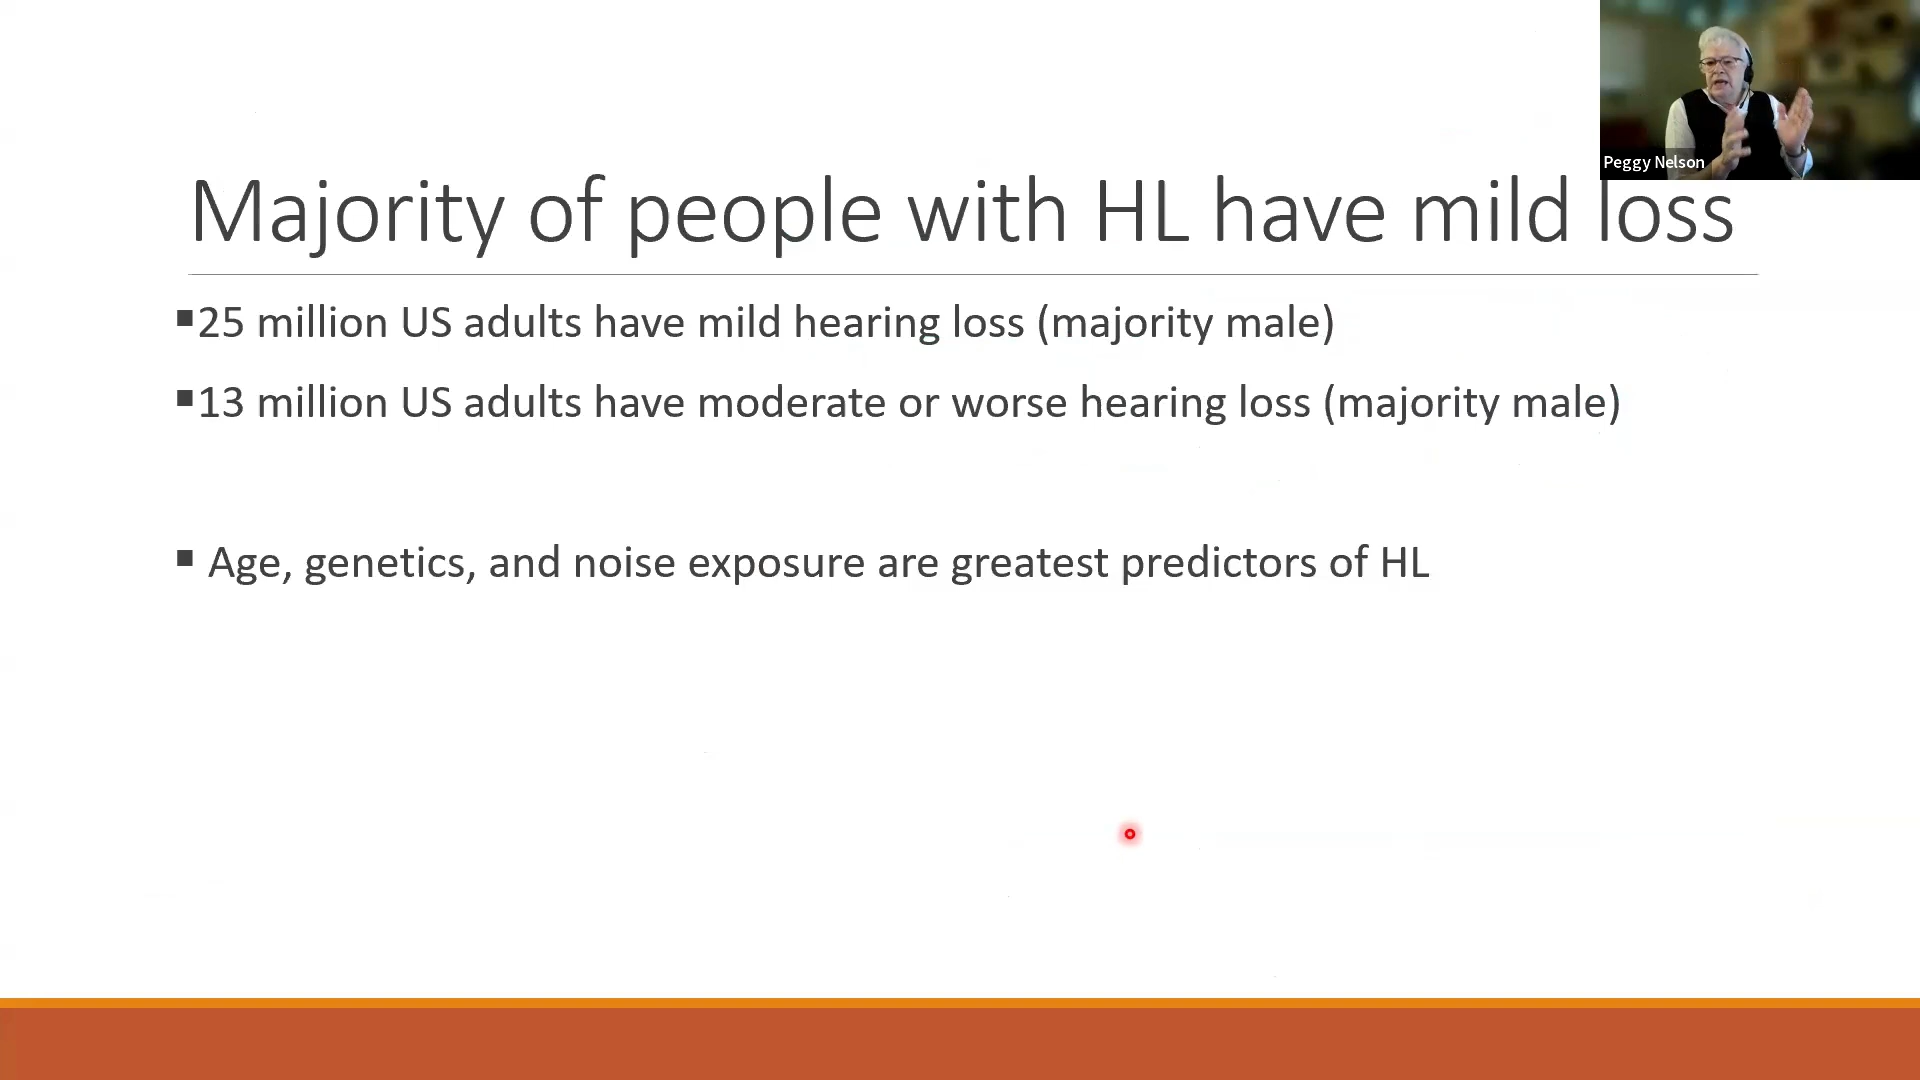 Peggy Nelson
Majority of people with HL have mild loss
▪25 million US adults have mild hearing loss (majority male)
▪13 million US adults have moderate or worse hearing loss (majority male)
▪ Age, genetics, and noise exposure are greatest predictors of HL